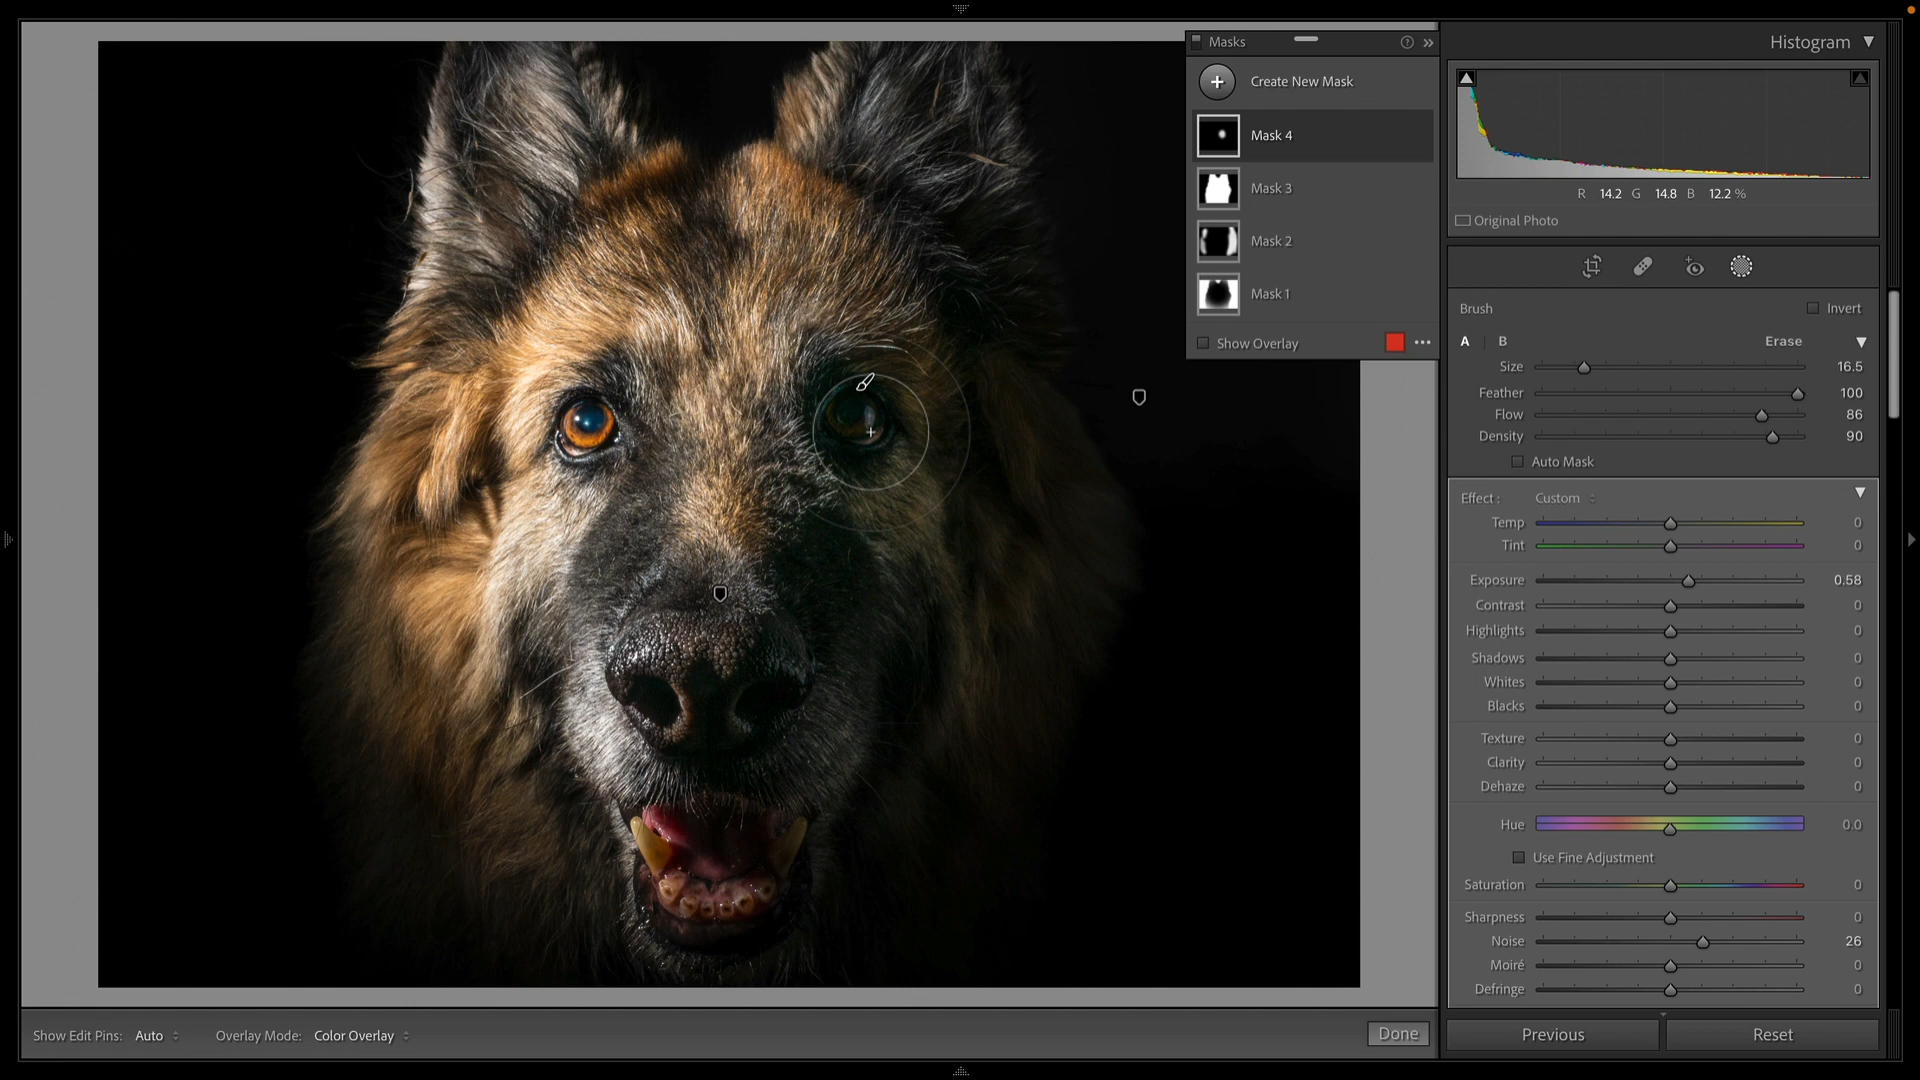 Masks
Create New Mask
Mask 4
Mask 3
Mask 2
Mask 1
Show Overlay
Histogram
R 14.2 G 14.8 B 12.2 %
Original Photo
Brush Invert
A B Erase
Size 16.5
Feather 100
Flow 86
Density 90
Auto Mask
Effect : Custom
Temp 0
Tint 0
Exposure 0.58
Contrast 0
Highlights 0
Shadows 0
Whites 0
Blacks 0
Texture 0
Clarity 0
Dehaze 0
Hue 0.0
Use Fine Adjustment
Saturation 0
Sharpness 0
Noise 26
Moiré 0
Defringe 0
Show Edit Pins: Auto Overlay Mode: Color Overlay Done
Previous Reset